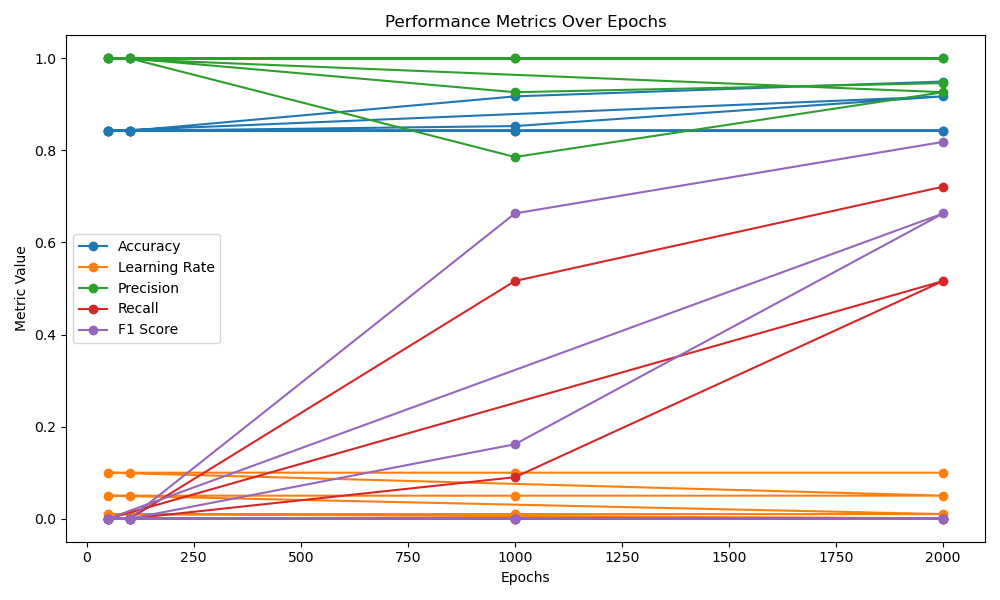 Performance Metrics Over Epochs
Metric Value
1.0
0.8
0.6
0.4
0.2
0.0
Accuracy
Learning Rate
Precision
Recall
F1 Score
0 250 500 750 1000 1250 1500 1750 2000
Epochs